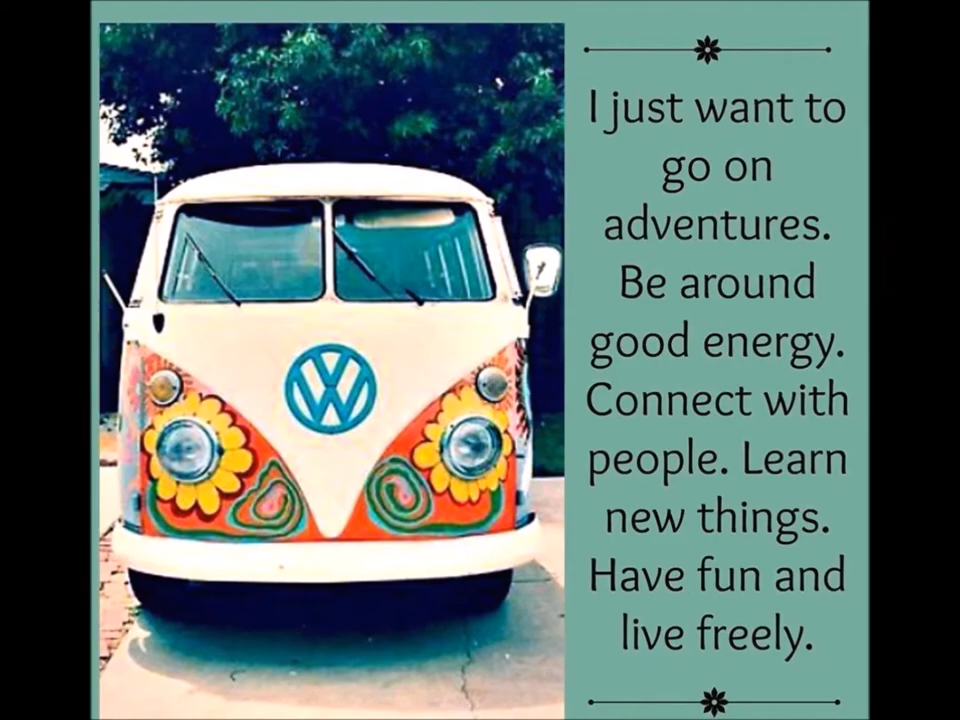 I just want to
go on
adventures.
Be around
good energy.
Connect with
people. Learn
new things.
Have fun and
live freely.
VW